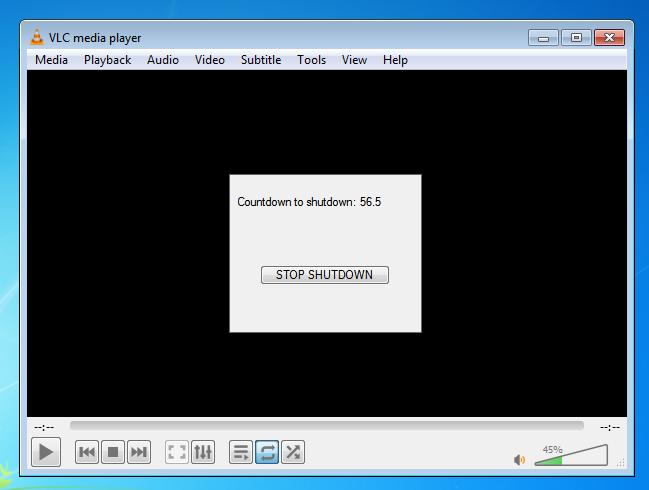 VLC media player
Media Playback Audio Video Subtitle Tools View Help
Countdown to shutdown: 56.5
STOP SHUTDOWN
--:-- --:--
45%